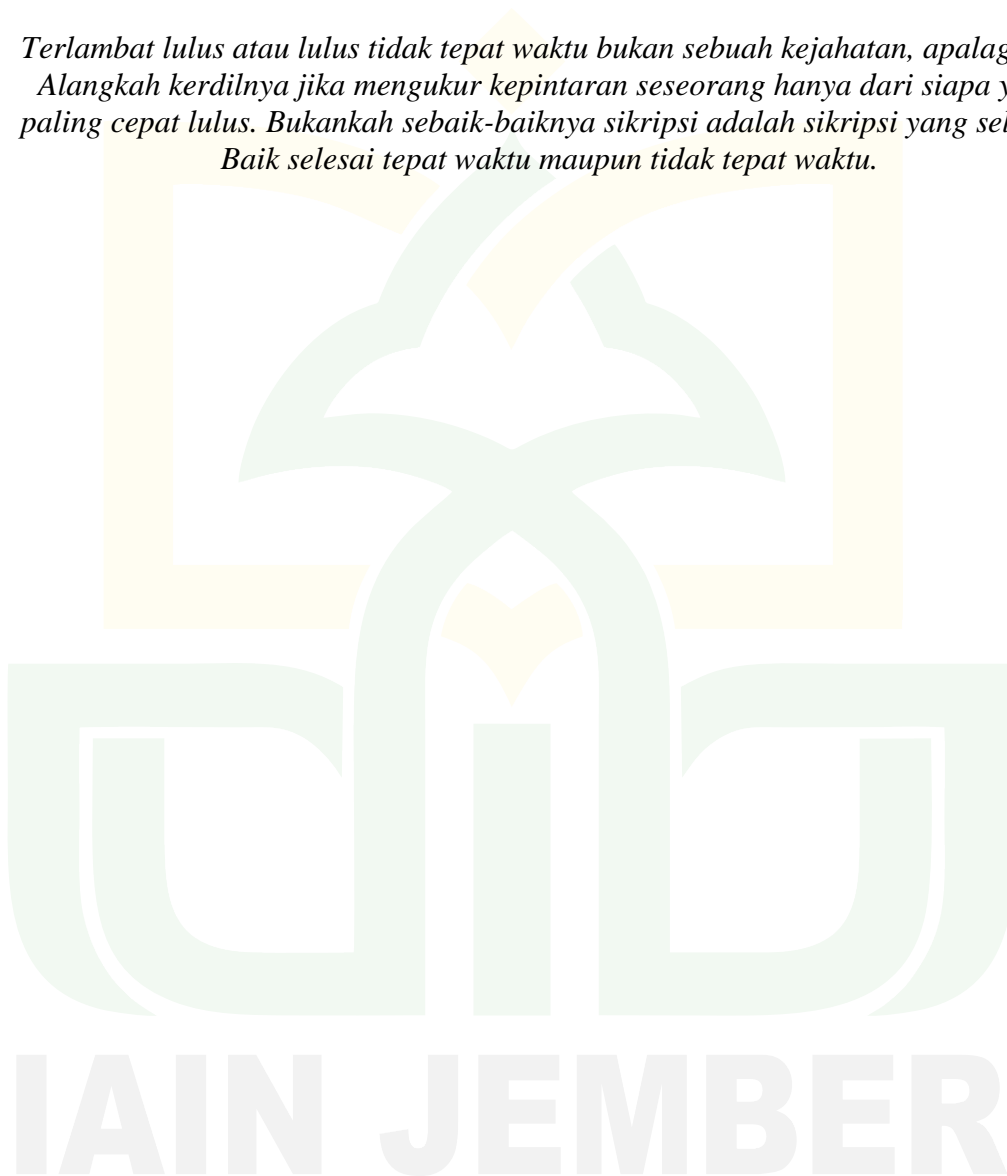 Terlambat lulus atau lulus tidak tepat waktu bukan sebuah kejahatan,
Alangkah kerdilnya jika mengukur kepintaran seseorang hanya dari siapa
paling cepat lulus. Bukankah sebaik-baiknya sikripsi adalah sikripsi yang
Baik selesai tepat waktu maupun tidak tepat waktu.
IAIN JEMBER